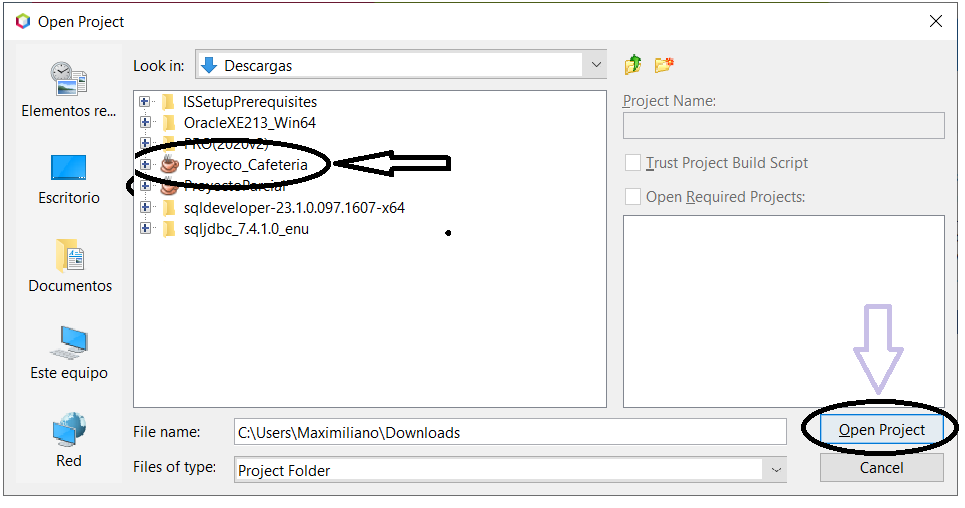 Open Project
Look in:
Descargas
Elementos re...
Escritorio
Documentos
Este equipo
Red
ISSetupPrerequisites
OracleXE213_Win64
PRO(2020v2)
Proyecto_Cafeteria
ProyectoParcial
sqldeveloper-23.1.0.097.1607-x64
sqljdbc_7.4.1.0_enu
Project Name:
Trust Project Build Script
Open Required Projects:
File name:
C:\Users\Maximiliano\Downloads
Open Project
Files of type:
Project Folder
Cancel